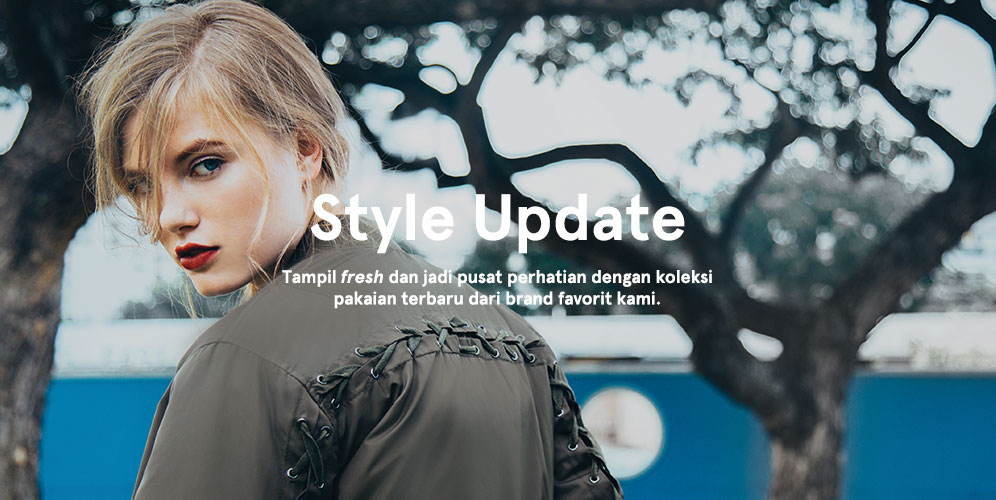 Style Update
Tampil fresh dan jadi pusat perhatian dengan koleksi
pakaian terbaru dari brand favorit kami.